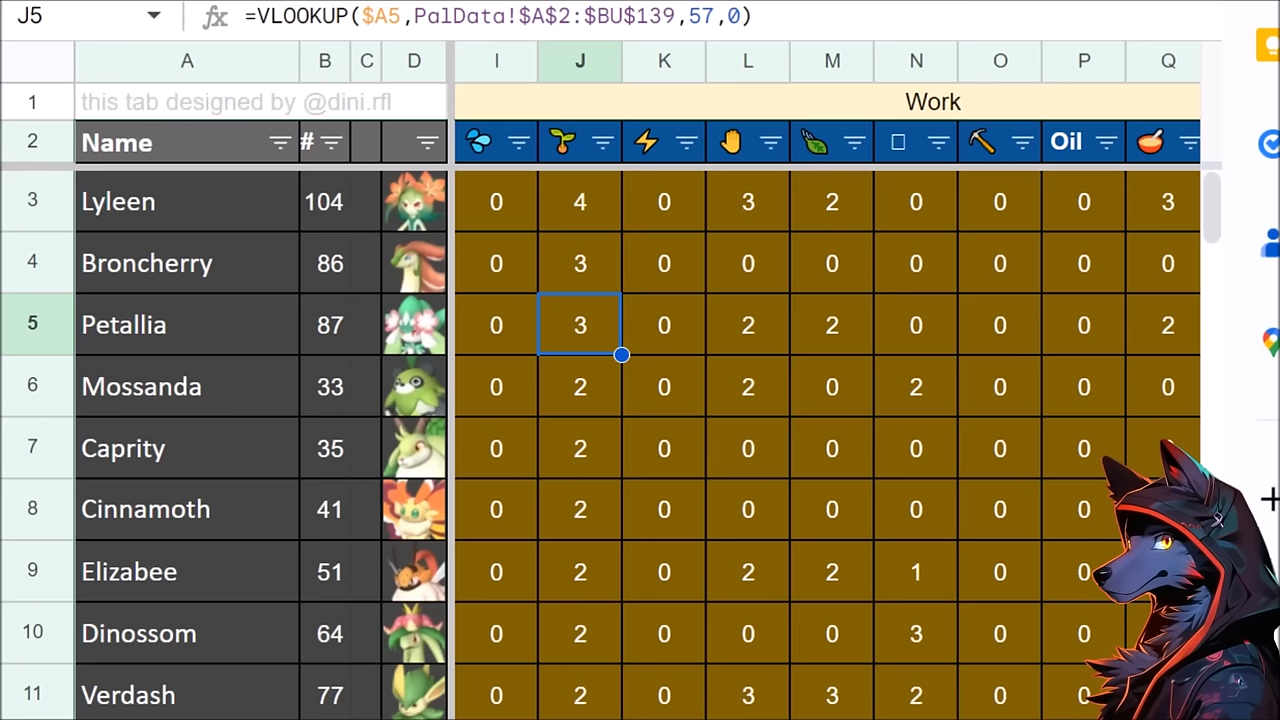 J5 =VLOOKUP($A5,PalData!$A$2:$BU$139,57,0)
A B C D I J K L M N O P Q
1 this tab designed by @dini.rfl Work
2 Name # Oil
3 Lyleen 104 0 4 0 3 2 0 0 0 3
4 Broncherry 86 0 3 0 0 0 0 0 0 0
5 Petallia 87 0 3 0 2 2 0 0 0 2
6 Mossanda 33 0 2 0 2 0 2 0 0 0
7 Caprity 35 0 2 0 0 0 0 0 0
8 Cinnamoth 41 0 2 0 0 0 0 0 0
9 Elizabee 51 0 2 0 2 2 1 0 0
10 Dinossom 64 0 2 0 0 0 3 0 0
11 Verdash 77 0 2 0 3 3 2 0 0